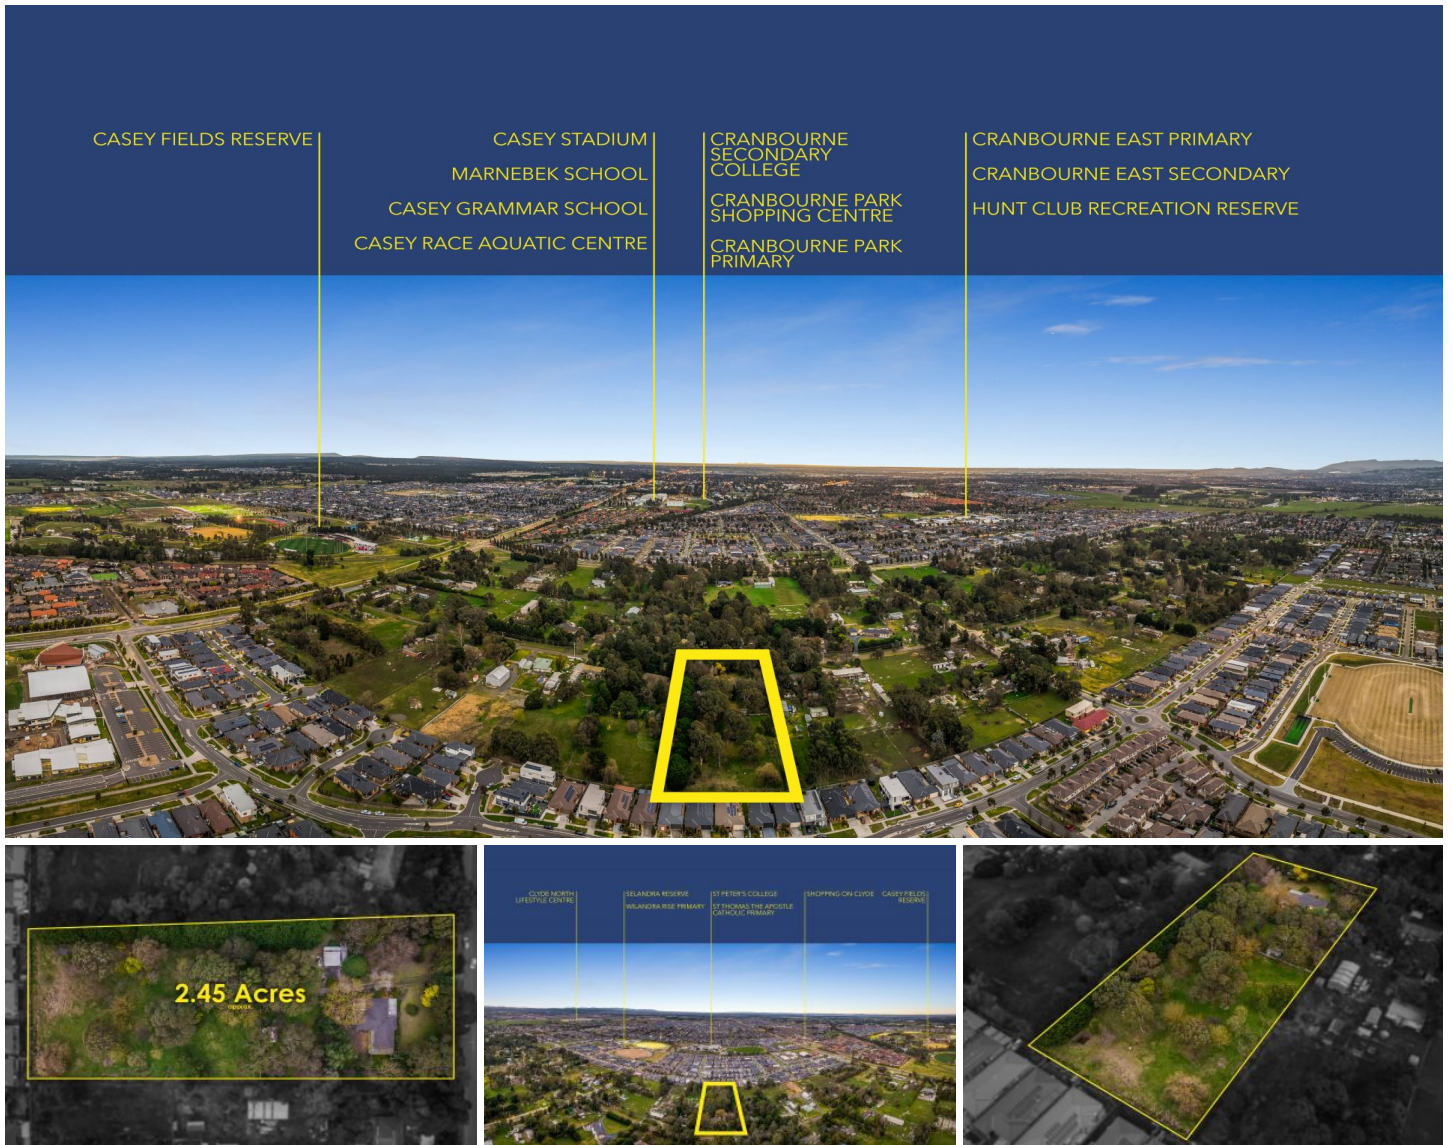 CASEY FIELDS RESERVE
CASEY STADIUM
MARNEBEK SCHOOL
CASEY GRAMMAR SCHOOL
CASEY RACE AQUATIC CENTRE
CRANBOURNE
SECONDARY
COLLEGE
CRANBOURNE PARK
SHOPPING CENTRE
CRANBOURNE PARK
PRIMARY
CRANBOURNE EAST PRIMARY
CRANBOURNE EAST SECONDARY
HUNT CLUB RECREATION RESERVE
2.45 Acres
approx.
CLYDE NORTH
LIFESTYLE CENTRE
SELANDRA RESERVE
WILANDRA RISE PRIMARY
ST PETER'S COLLEGE
ST THOMAS THE APOSTLE
CATHOLIC PRIMARY
SHOPPING ON CLYDE
CASEY FIELDS
RESERVE